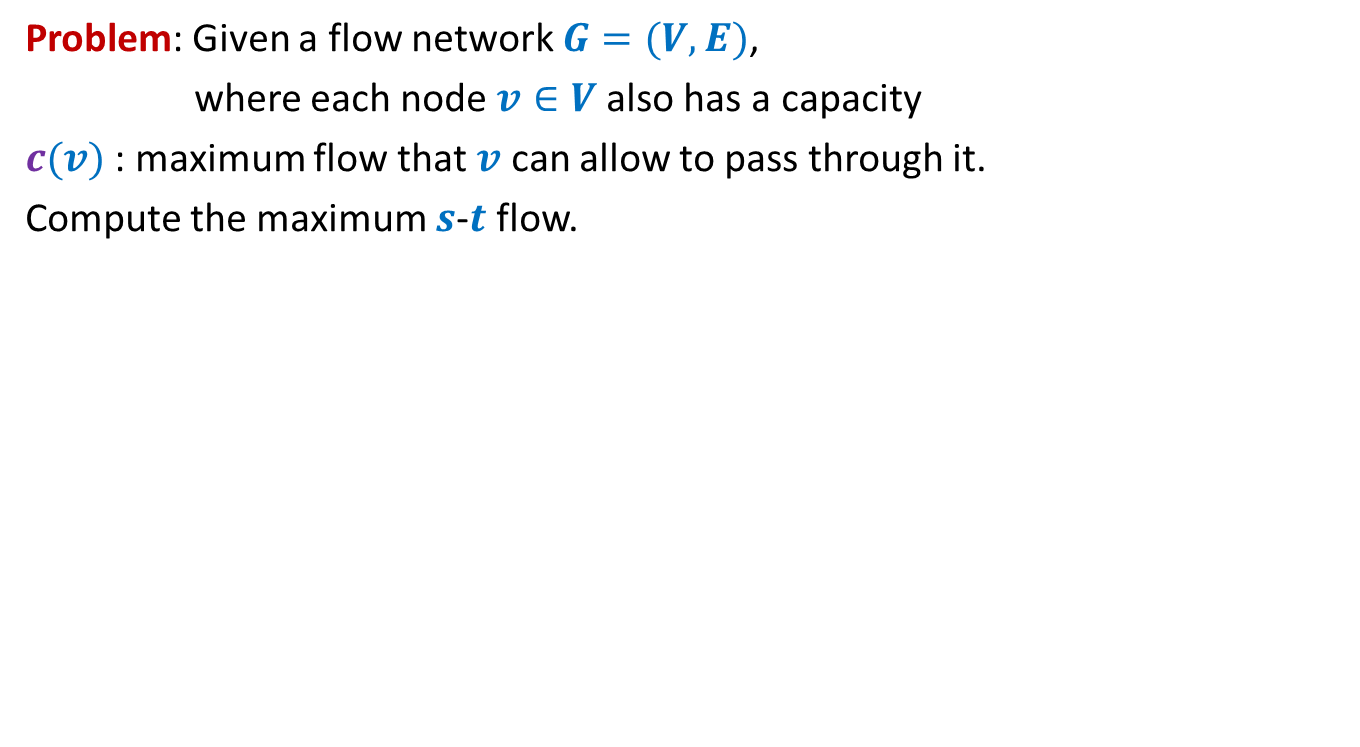 Problem: Given a flow network 𝑮 = (𝑽, 𝑬),
where each node 𝒗 ∈ 𝑽 also has a capacity
𝒄(𝒗) : maximum flow that 𝒗 can allow to pass through it.
Compute the maximum 𝒔-𝒕 flow.